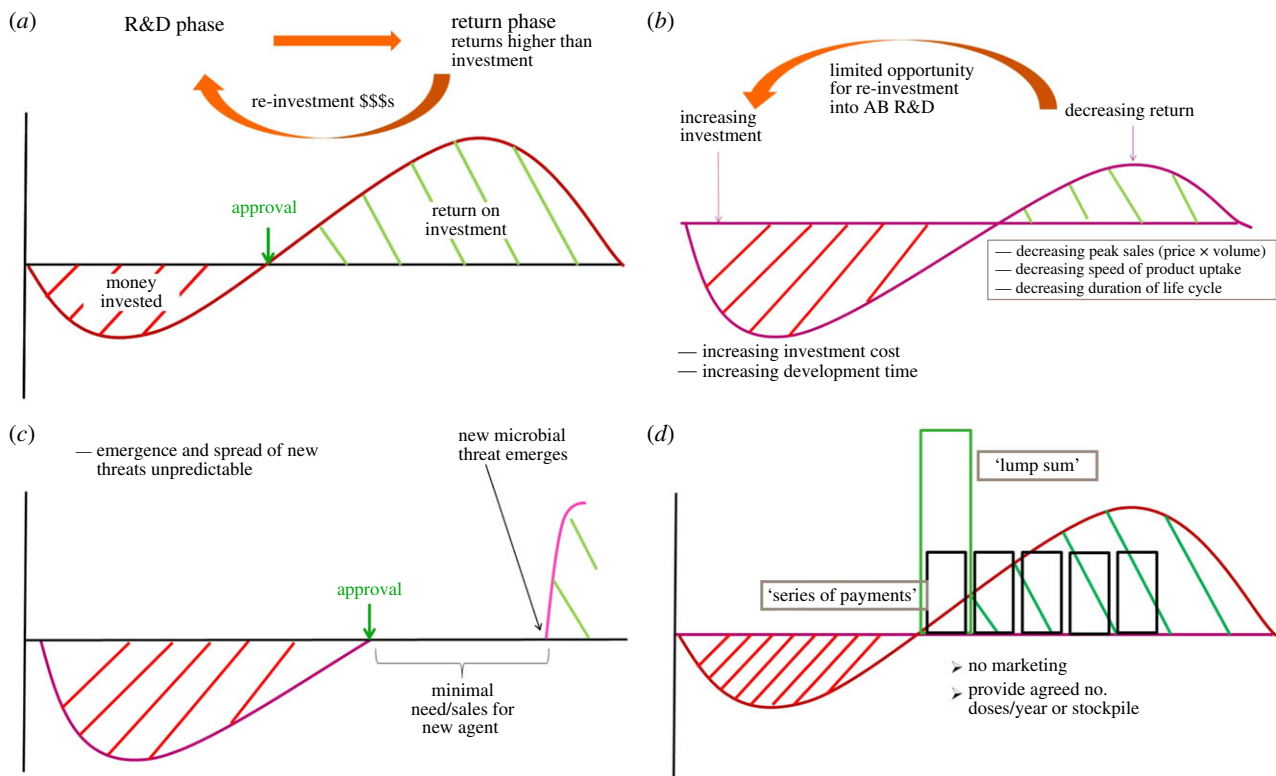 (a)
R&D phase
return phase
returns higher than
investment
re-investment $$$s
approval
return on
investment
money
invested
(b)
limited opportunity
for re-investment
into AB R&D
increasing
investment
decreasing return
— decreasing peak sales (price × volume)
— decreasing speed of product uptake
— decreasing duration of life cycle
— increasing investment cost
— increasing development time
(c)
— emergence and spread of new
threats unpredictable
new microbial
threat emerges
approval
minimal
need/sales for
new agent
(d)
‘lump sum’
‘series of payments’
➢ no marketing
➢ provide agreed no.
doses/year or stockpile